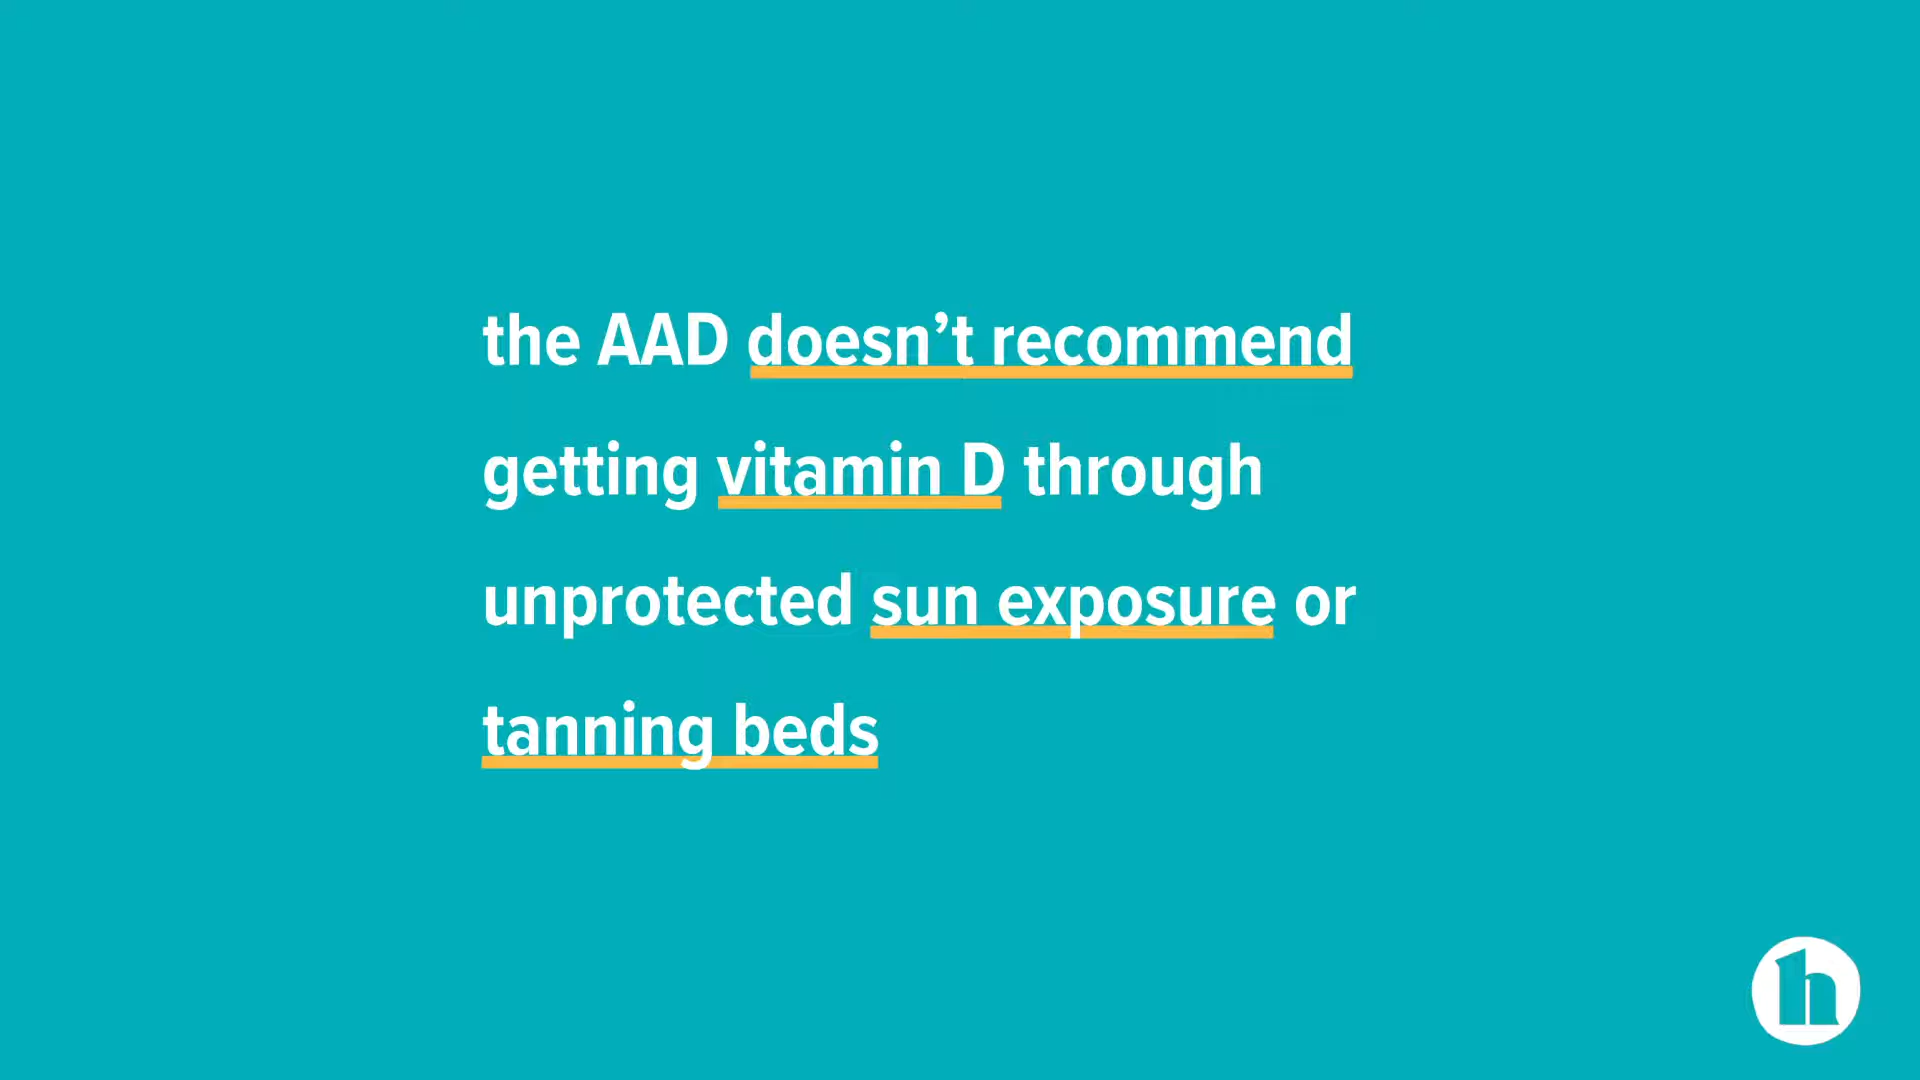 the AAD doesn’t recommend
getting vitamin D through
unprotected sun exposure or
tanning beds
h